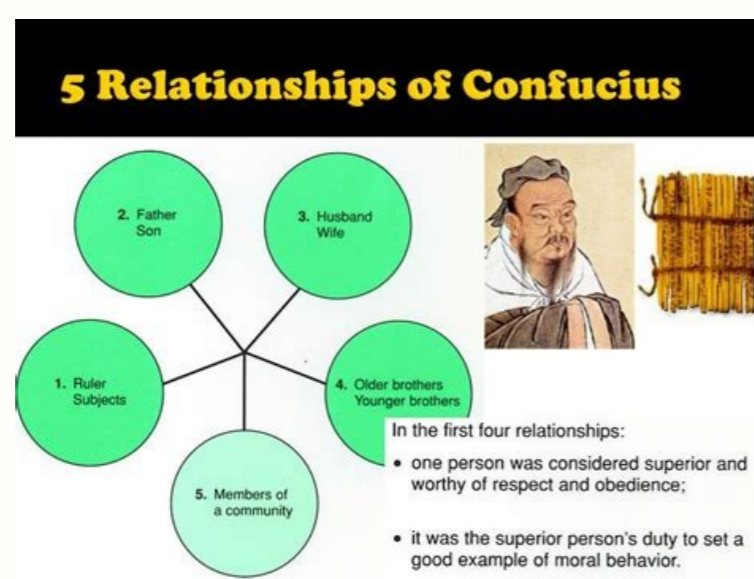 5 Relationships of Confucius
2. Father
Son
3. Husband
Wife
1. Ruler
Subjects
4. Older brothers
Younger brothers
5. Members of
a community
In the first four relationships:
• one person was considered superior and
worthy of respect and obedience;
• it was the superior person's duty to set a
good example of moral behavior.